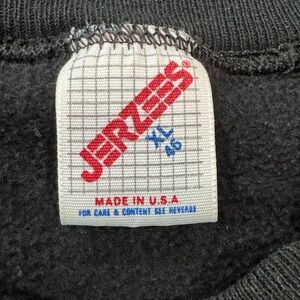 JERZEES®
XL
46
MADE IN U.S.A
FOR CARE & CONTENT SEE REVERSE